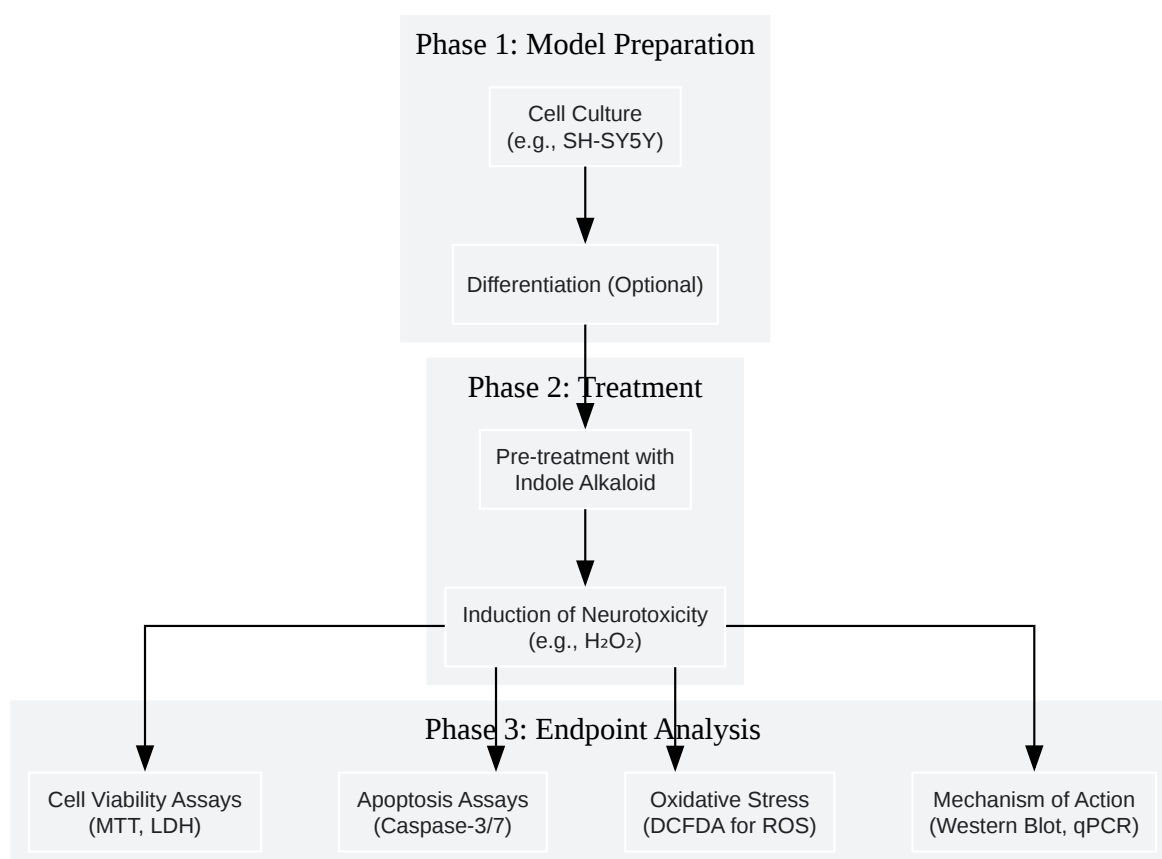 Phase 1: Model Preparation
Cell Culture
(e.g., SH-SY5Y)
Differentiation (Optional)
Phase 2: Treatment
Pre-treatment with
Indole Alkaloid
Induction of Neurotoxicity
(e.g., H₂O₂)
Phase 3: Endpoint Analysis
Cell Viability Assays
(MTT, LDH)
Apoptosis Assays
(Caspase-3/7)
Oxidative Stress
(DCFDA for ROS)
Mechanism of Action
(Western Blot, qPCR)